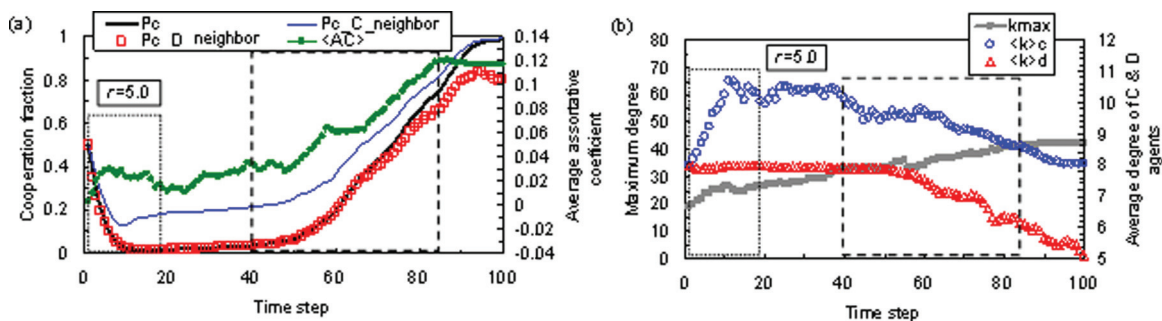 (a)
Pc
Pc_C_neighbor
Pc_D_neighbor
<AC>
r=5.0
Cooperation fraction
1
0.8
0.6
0.4
0.2
0
0.14
0.12
0.1
0.08
0.06
0.04
0.02
0
-0.02
-0.04
Average assortative
coefficient
0 20 40 60 80 100
Time step
(b)
kmax
<k>c
<k>d
r=5.0
Maximum degree
80
70
60
50
40
30
20
10
0
12
11
10
9
8
7
6
5
Average degree of C & D
agents
0 20 40 60 80 100
Time step